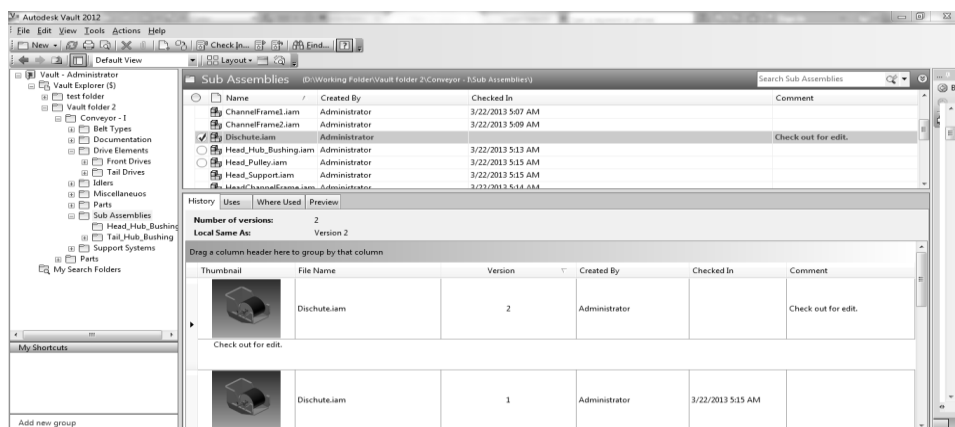 Autodesk Vault 2012
File Edit View Tools Actions Help
New Check In... Find...
Default View Layout
Vault - Administrator
Vault Explorer ($)
test folder
Vault folder 2
Conveyor - I
Belt Types
Documentation
Drive Elements
Front Drives
Tail Drives
Idlers
Miscellaneuos
Parts
Sub Assemblies
Head_Hub_Bushing
Tail_Hub_Bushing
Support Systems
Parts
My Search Folders
My Shortcuts
Add new group
Sub Assemblies (D:\Working Folder\Vault folder 2\Conveyor - I\Sub Assemblies\) Search Sub Assemblies
Name Created By Checked In Comment
ChannelFrame1.iam Administrator 3/22/2013 5:07 AM
ChannelFrame2.iam Administrator 3/22/2013 5:09 AM
Dischute.iam Administrator Check out for edit.
Head_Hub_Bushing.iam Administrator 3/22/2013 5:13 AM
Head_Pulley.iam Administrator 3/22/2013 5:15 AM
Head_Support.iam Administrator 3/22/2013 5:15 AM
HeadChannelFrame.iam Administrator 3/22/2013 5:14 AM
History Uses Where Used Preview
Number of versions: 2
Local Same As: Version 2
Drag a column header here to group by that column
Thumbnail File Name Version Created By Checked In Comment
Dischute.iam 2 Administrator Check out for edit.
Check out for edit.
Dischute.iam 1 Administrator 3/22/2013 5:15 AM